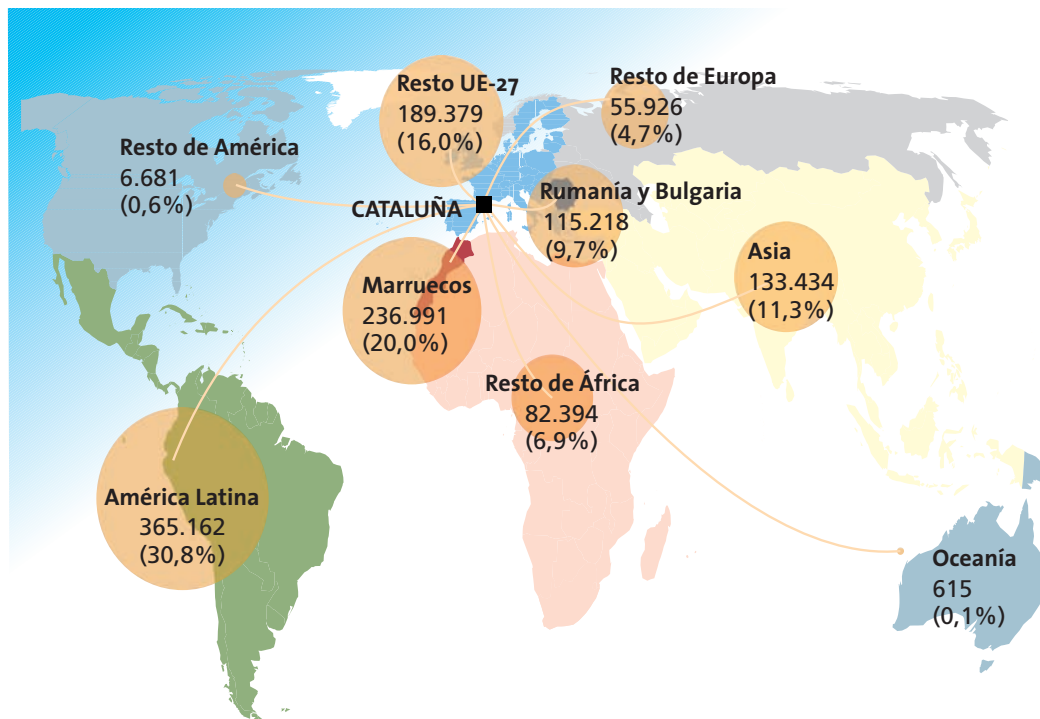 Resto UE-27
189.379
(16,0%)
Resto de Europa
55.926
(4,7%)
Resto de América
6.681
(0,6%)
CATALUÑA
Rumanía y Bulgaria
115.218
(9,7%)
Asia
133.434
(11,3%)
Marruecos
236.991
(20,0%)
Resto de África
82.394
(6,9%)
América Latina
365.162
(30,8%)
Oceanía
615
(0,1%)